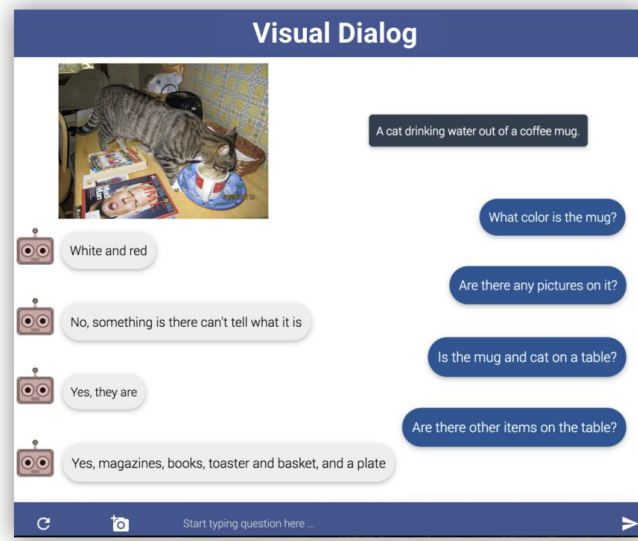 Visual Dialog
A cat drinking water out of a coffee mug.
What color is the mug?
White and red
Are there any pictures on it?
No, something is there can't tell what it is
Is the mug and cat on a table?
Yes, they are
Are there other items on the table?
Yes, magazines, books, toaster and basket, and a plate
Start typing question here ...